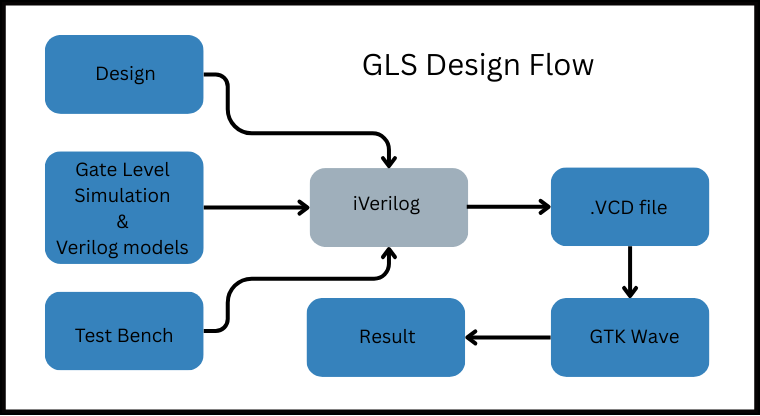 GLS Design Flow
Design
Gate Level
Simulation
&
Verilog models
Test Bench
iVerilog
.VCD file
GTK Wave
Result